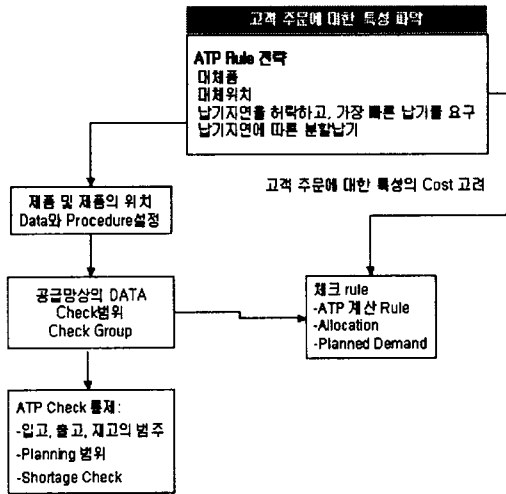 고객 주문에 대한 특성 파악
ATP Rule 전략
대체품
대체위치
납기지연을 허락하고, 가장 빠른 납기를 요구
납기지연에 따른 분할납기
고객 주문에 대한 특성의 Cost 고려
제품 및 제품의 위치
Data와 Procedure설정
공급망상의 DATA
Check범위
Check Group
체크 rule
-ATP 계산 Rule
-Allocation
-Planned Demand
ATP Check 통제:
-입고, 출고, 재고의 범주
-Planning 범위
-Shortage Check